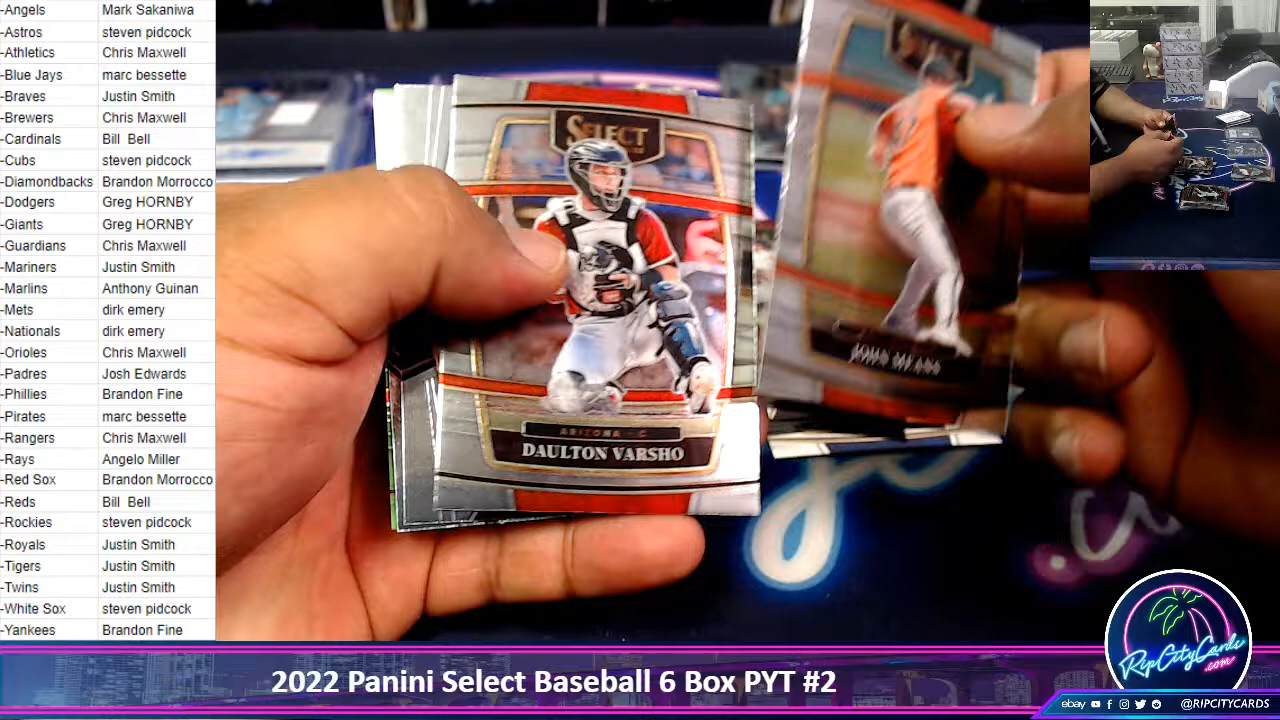 -Angels Mark Sakaniwa
-Astros steven pidcock
-Athletics Chris Maxwell
-Blue Jays marc bessette
-Braves Justin Smith
-Brewers Chris Maxwell
-Cardinals Bill Bell
-Cubs steven pidcock
-Diamondbacks Brandon Morrocco
-Dodgers Greg HORNBY
-Giants Greg HORNBY
-Guardians Chris Maxwell
-Mariners Justin Smith
-Marlins Anthony Guinan
-Mets dirk emery
-Nationals dirk emery
-Orioles Chris Maxwell
-Padres Josh Edwards
-Phillies Brandon Fine
-Pirates marc bessette
-Rangers Chris Maxwell
-Rays Angelo Miller
-Red Sox Brandon Morrocco
-Reds Bill Bell
-Rockies steven pidcock
-Royals Justin Smith
-Tigers Justin Smith
-Twins Justin Smith
-White Sox steven pidcock
-Yankees Brandon Fine
SELECT
ARIZONA - C
DAULTON VARSHO
JOHN MEANS
RipCityCards
.com
2022 Panini Select Baseball 6 Box PYT #2
ebay @RIPCITYCARDS